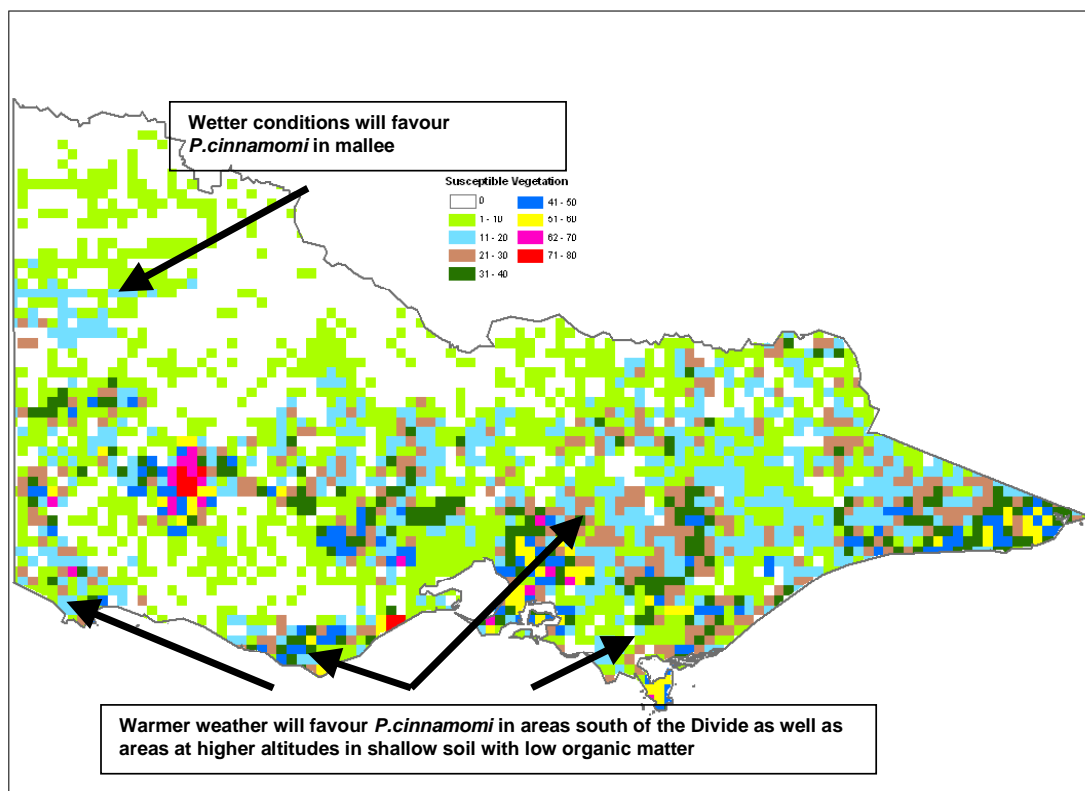 Wetter conditions will favour
P.cinnamomi in mallee
Susceptible Vegetation
0
1 - 10
11 - 20
21 - 30
31 - 40
41 - 50
51 - 60
62 - 70
71 - 80
Warmer weather will favour P.cinnamomi in areas south of the Divide as well as
areas at higher altitudes in shallow soil with low organic matter